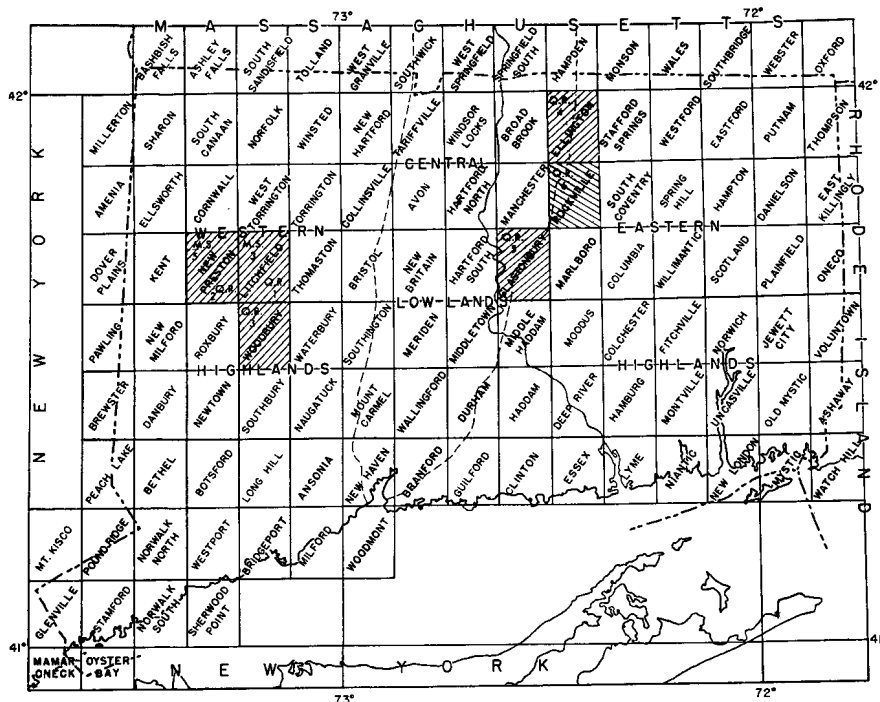 73° 72°
MASSACHUSETTS
BASHBISH FALLS
ASHLEY FALLS
SOUTH SANDISFIELD
TOLLAND
WEST GRANVILLE
SOUTHWICK
WEST SPRINGFIELD
SPRINGFIELD SOUTH
HAMPDEN
MONSON
WALES
SOUTHBRIDGE
WEBSTER
OXFORD
42° 42°
MILLERTON
SHARON
SOUTH CANAAN
NORFOLK
WINSTED
NEW HARTFORD
TARIFFVILLE
WINDSOR LOCKS
BROAD BROOK
Q.R. 4
ELLINGTON
STAFFORD SPRINGS
WESTFORD
EASTFORD
PUTNAM
THOMPSON
CENTRAL
AMENIA
ELLSWORTH
CORNWALL
WEST TORRINGTON
TORRINGTON
COLLINSVILLE
AVON
HARTFORD NORTH
MANCHESTER
ROCKVILLE
SOUTH COVENTRY
SPRING HILL
HAMPTON
DANIELSON
EAST KILLINGLY
WESTERN
EASTERN
DOVER PLAINS
KENT
M.S.
NEW PRESTON
Q.R. 2
M.S.
LITCHFIELD
Q.R.
THOMASTON
BRISTOL
NEW BRITAIN
HARTFORD SOUTH
Q.R.
GLASTONBURY
MARLBORO
COLUMBIA
WILLIMANTIC
SCOTLAND
PLAINFIELD
ONECO
LOWLANDS
PAWLING
NEW MILFORD
ROXBURY
Q.R. 3
WOODBURY
WATERBURY
SOUTHINGTON
MERIDEN
MIDDLETOWN
MIDDLE HADDAM
MOODUS
COLCHESTER
FITCHVILLE
NORWICH
JEWETT CITY
VOLUNTOWN
HIGHLANDS
HIGHLANDS
BREWSTER
DANBURY
NEWTOWN
SOUTHBURY
NAUGATUCK
MOUNT CARMEL
WALLINGFORD
DURHAM
HADDAM
DEEP RIVER
HAMBURG
MONTVILLE
UNCASVILLE
OLD MYSTIC
ASHAWAY
PEACH LAKE
BETHEL
BOTSFORD
LONG HILL
ANSONIA
NEW HAVEN
BRANFORD
GUILFORD
CLINTON
ESSEX
LYME
NIANTIC
NEW LONDON
MYSTIC
WATCH HILL
MT. KISCO
POUND RIDGE
NORWALK NORTH
WESTPORT
BRIDGEPORT
MILFORD
WOODMONT
GLENVILLE
STAMFORD
NORWALK SOUTH
SHERWOOD POINT
41° 41°
MAMARONECK
OYSTER BAY
NEW YORK
NEW YORK
RHODE ISLAND
73° 72°